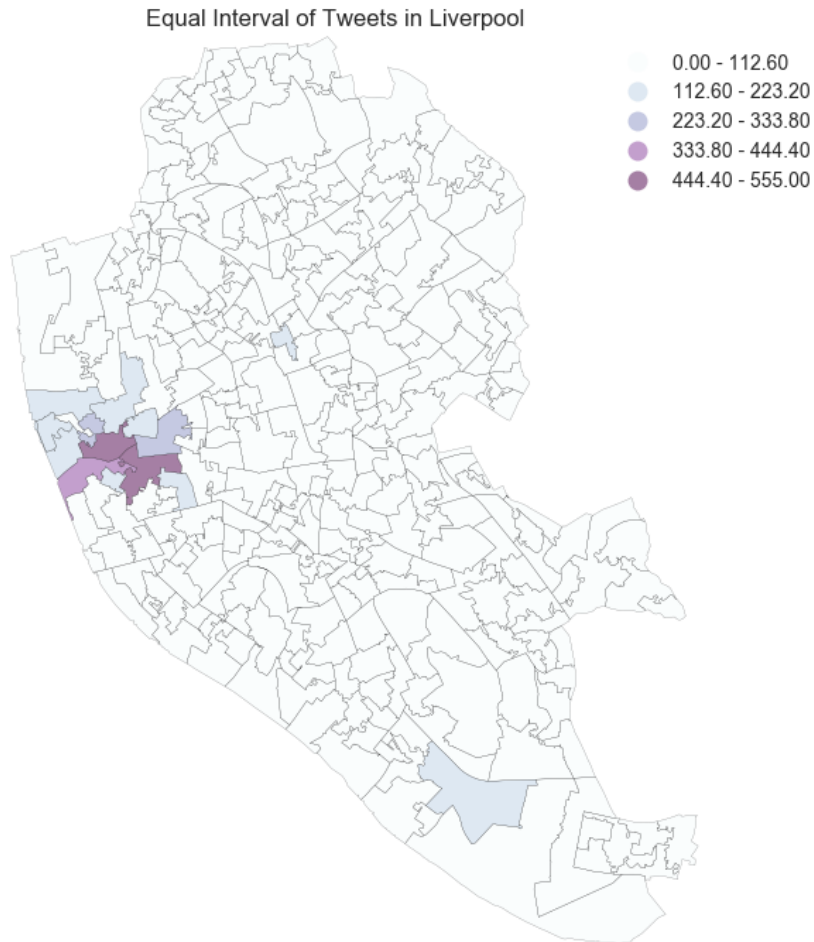 Equal Interval of Tweets in Liverpool
0.00 - 112.60
112.60 - 223.20
223.20 - 333.80
333.80 - 444.40
444.40 - 555.00